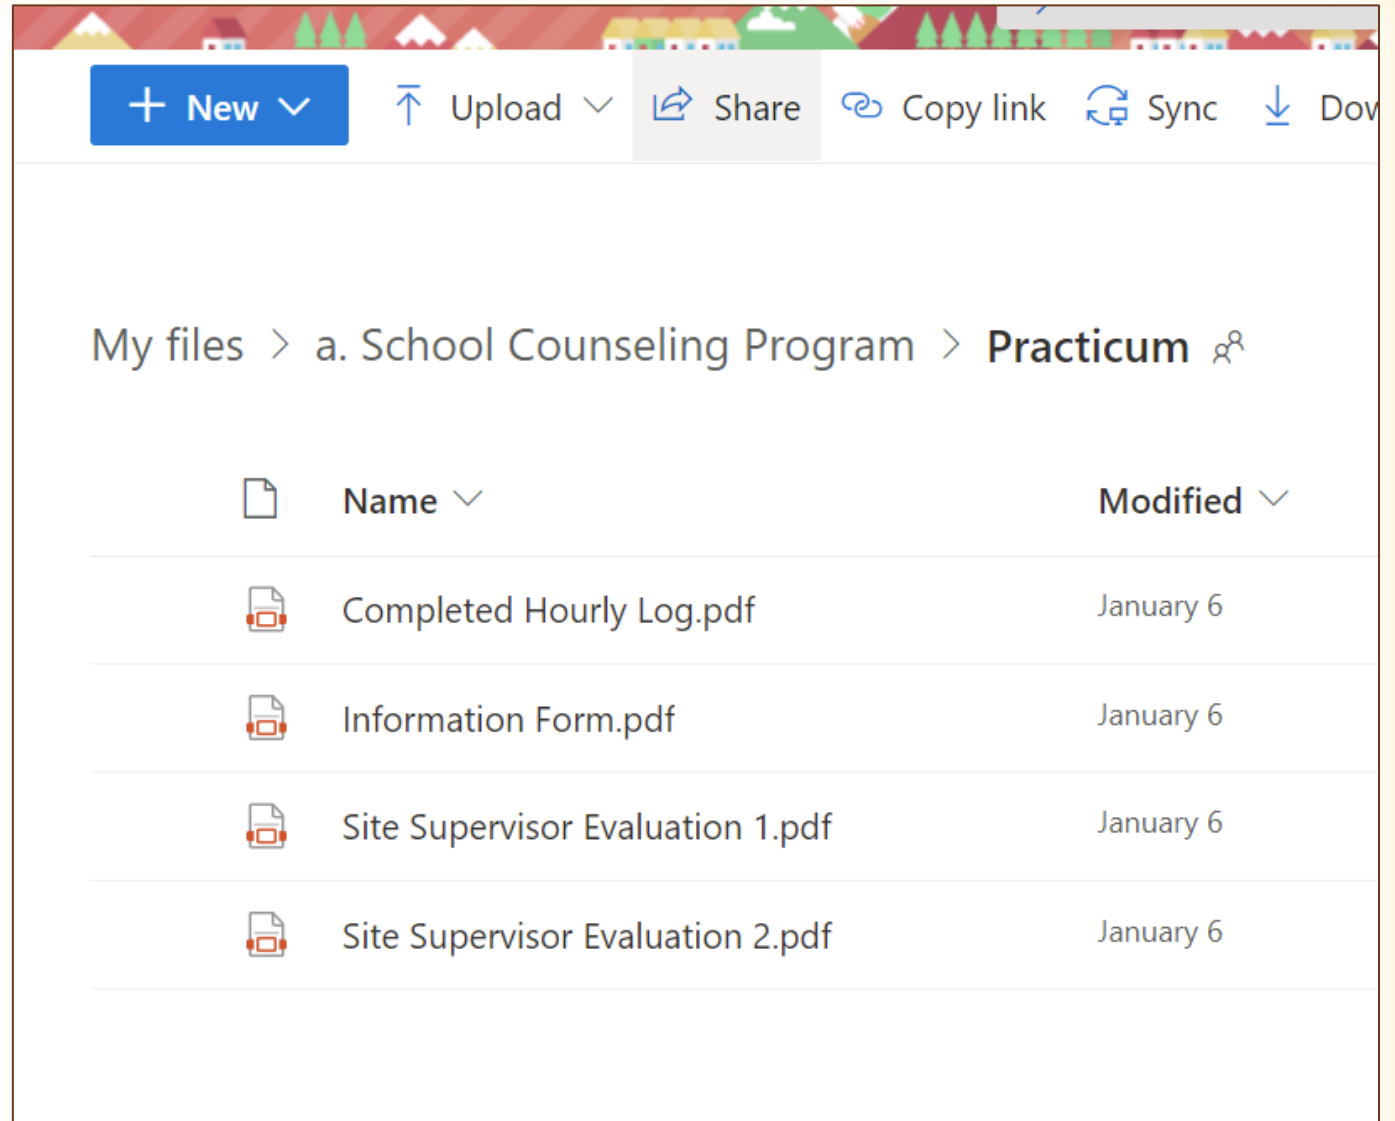 New Upload Share Copy link Sync Dow
My files > a. School Counseling Program > Practicum
Name Modified
Completed Hourly Log.pdf January 6
Information Form.pdf January 6
Site Supervisor Evaluation 1.pdf January 6
Site Supervisor Evaluation 2.pdf January 6